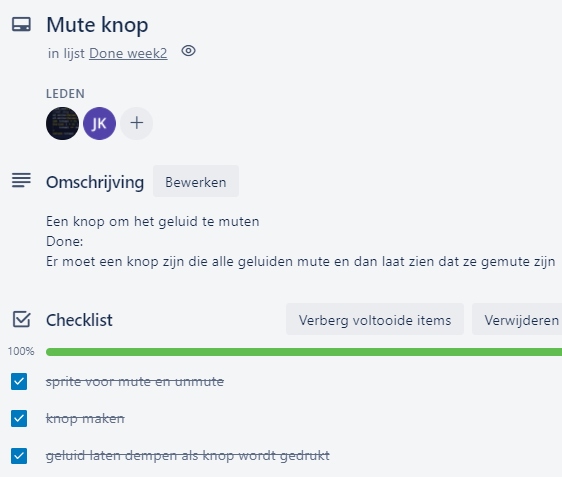 Mute knop
in lijst Done week2
LEDEN
JK
Omschrijving Bewerken
Een knop om het geluid te muten
Done:
Er moet een knop zijn die alle geluiden mute en dan laat zien dat ze gemute zijn
Checklist Verberg voltooide items Verwijderen
100%
sprite voor mute en unmute
knop maken
geluid laten dempen als knop wordt gedrukt